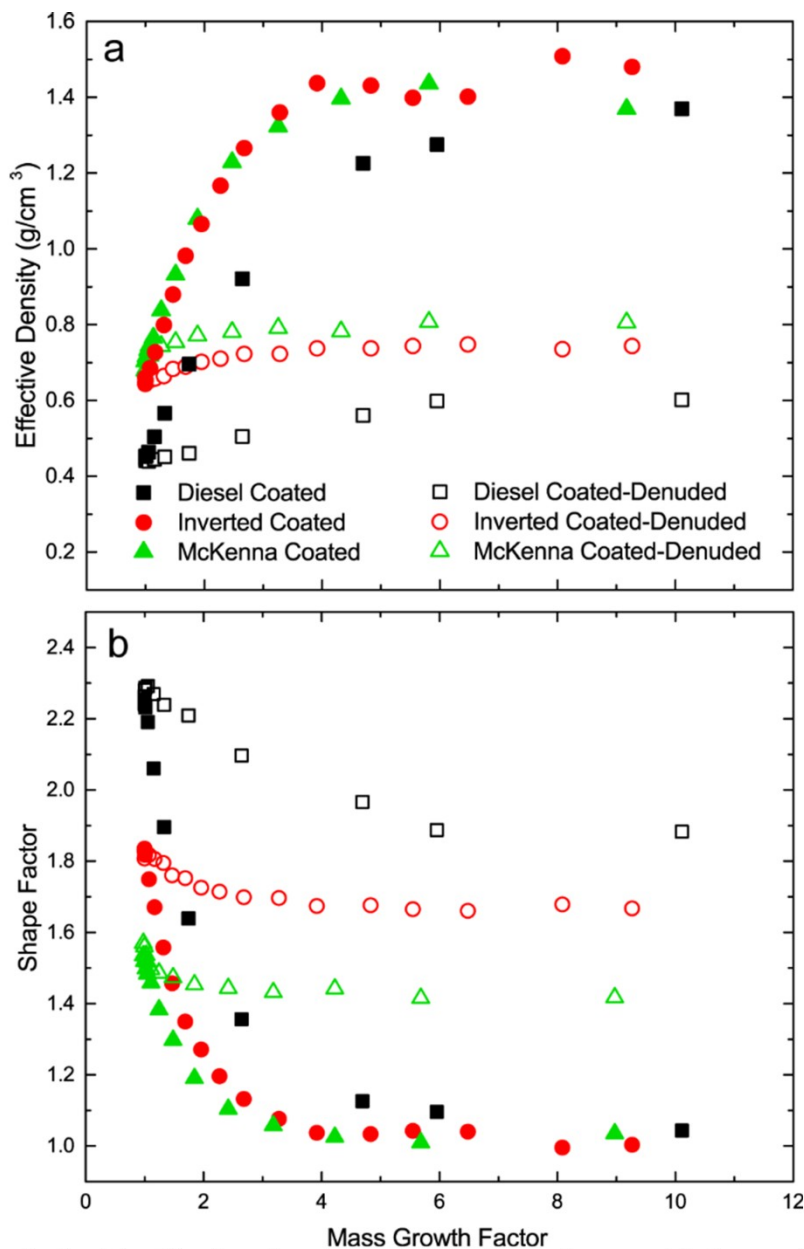 a
1.6
1.4
1.2
1.0
0.8
0.6
0.4
0.2
Effective Density (g/cm³)
Diesel Coated
Inverted Coated
McKenna Coated
Diesel Coated-Denuded
Inverted Coated-Denuded
McKenna Coated-Denuded
b
2.4
2.2
2.0
1.8
1.6
1.4
1.2
1.0
Shape Factor
0 2 4 6 8 10 12
Mass Growth Factor